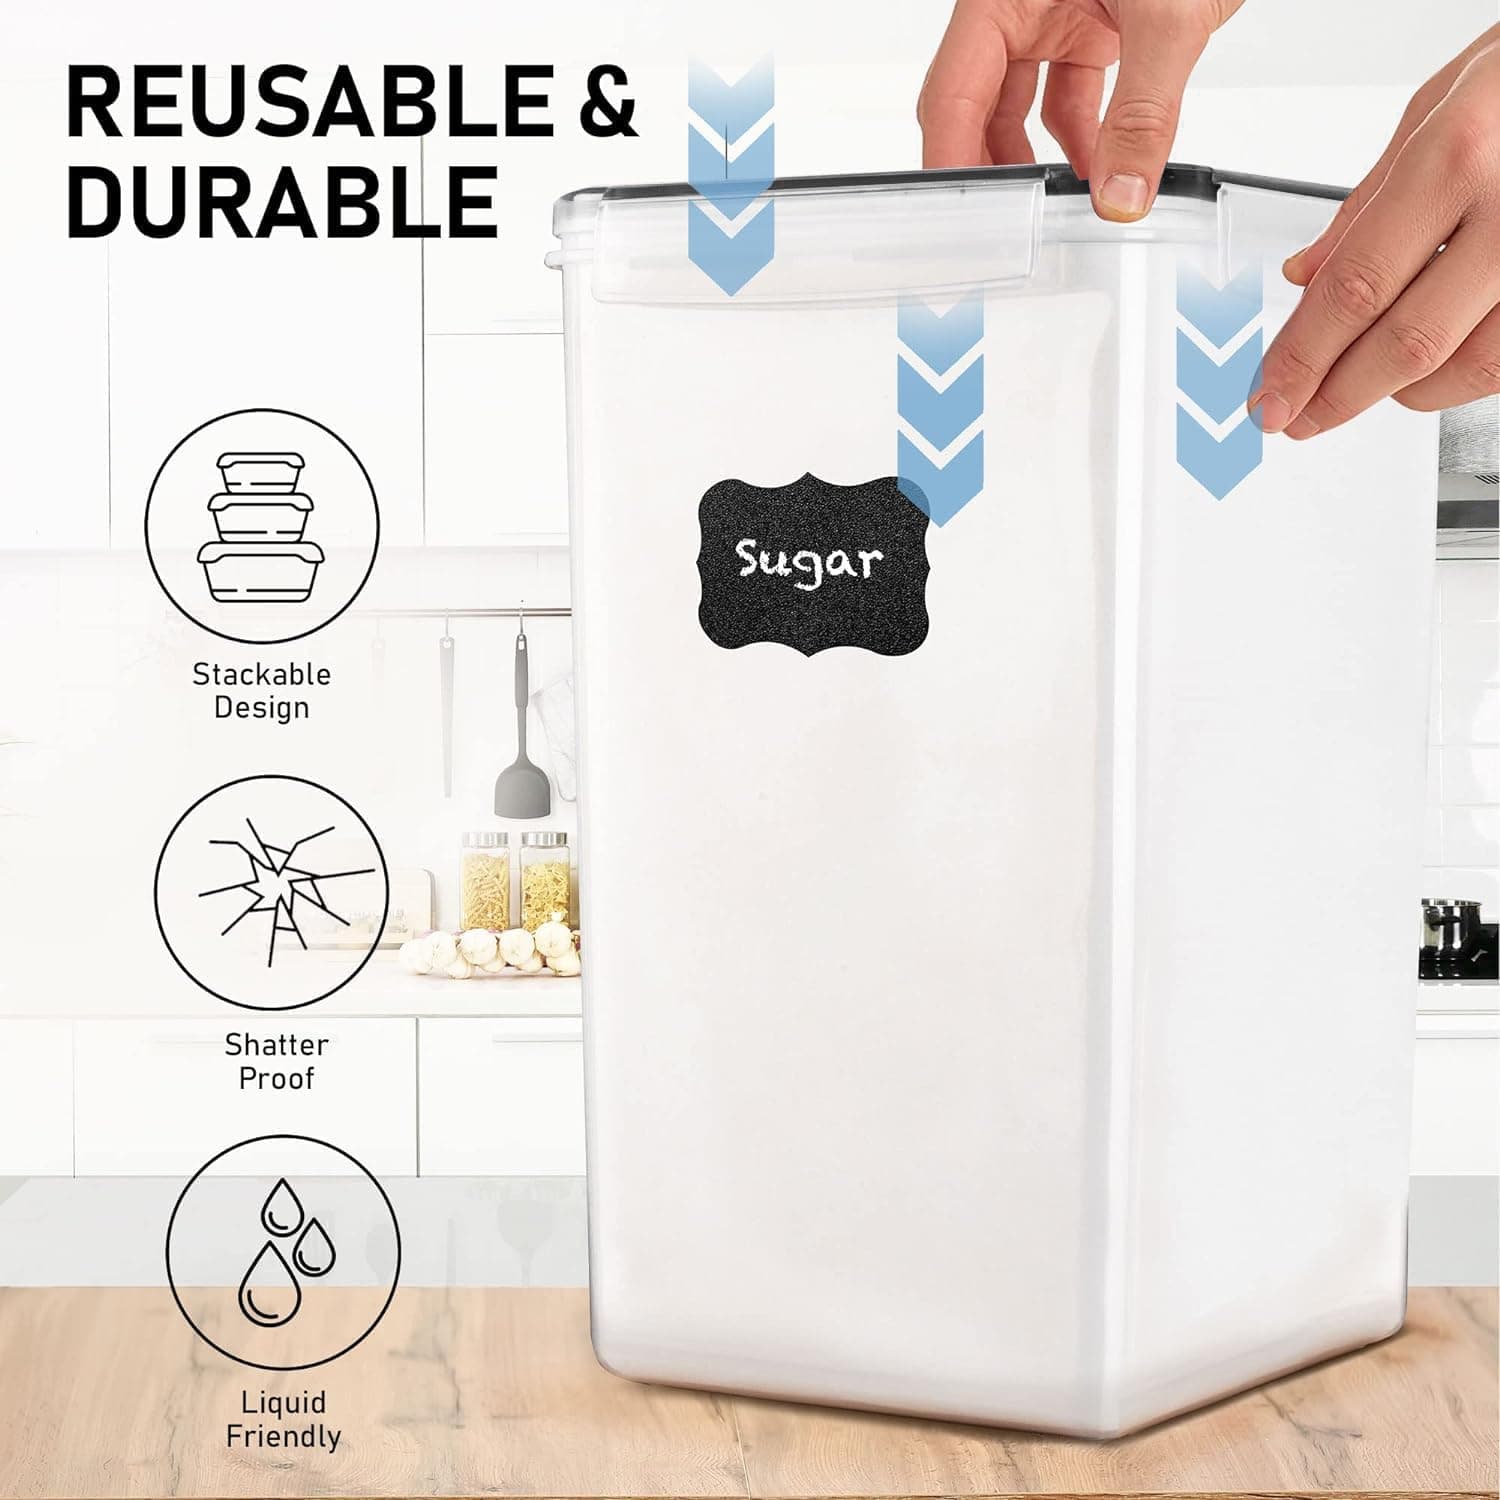 REUSABLE &
DURABLE
Sugar
Stackable
Design
Shatter
Proof
Liquid
Friendly